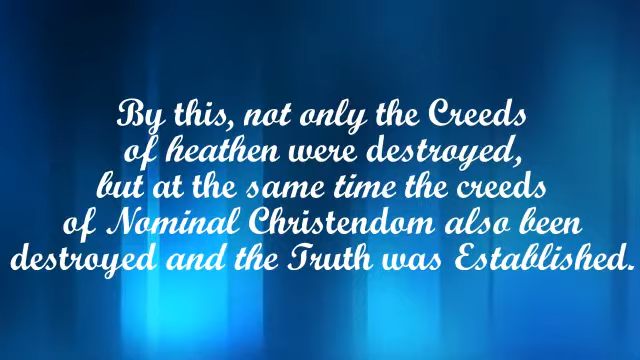 By this, not only the Creeds
of heathen were destroyed,
but at the same time the creeds
of Nominal Christendom also been
destroyed and the Truth was Established.